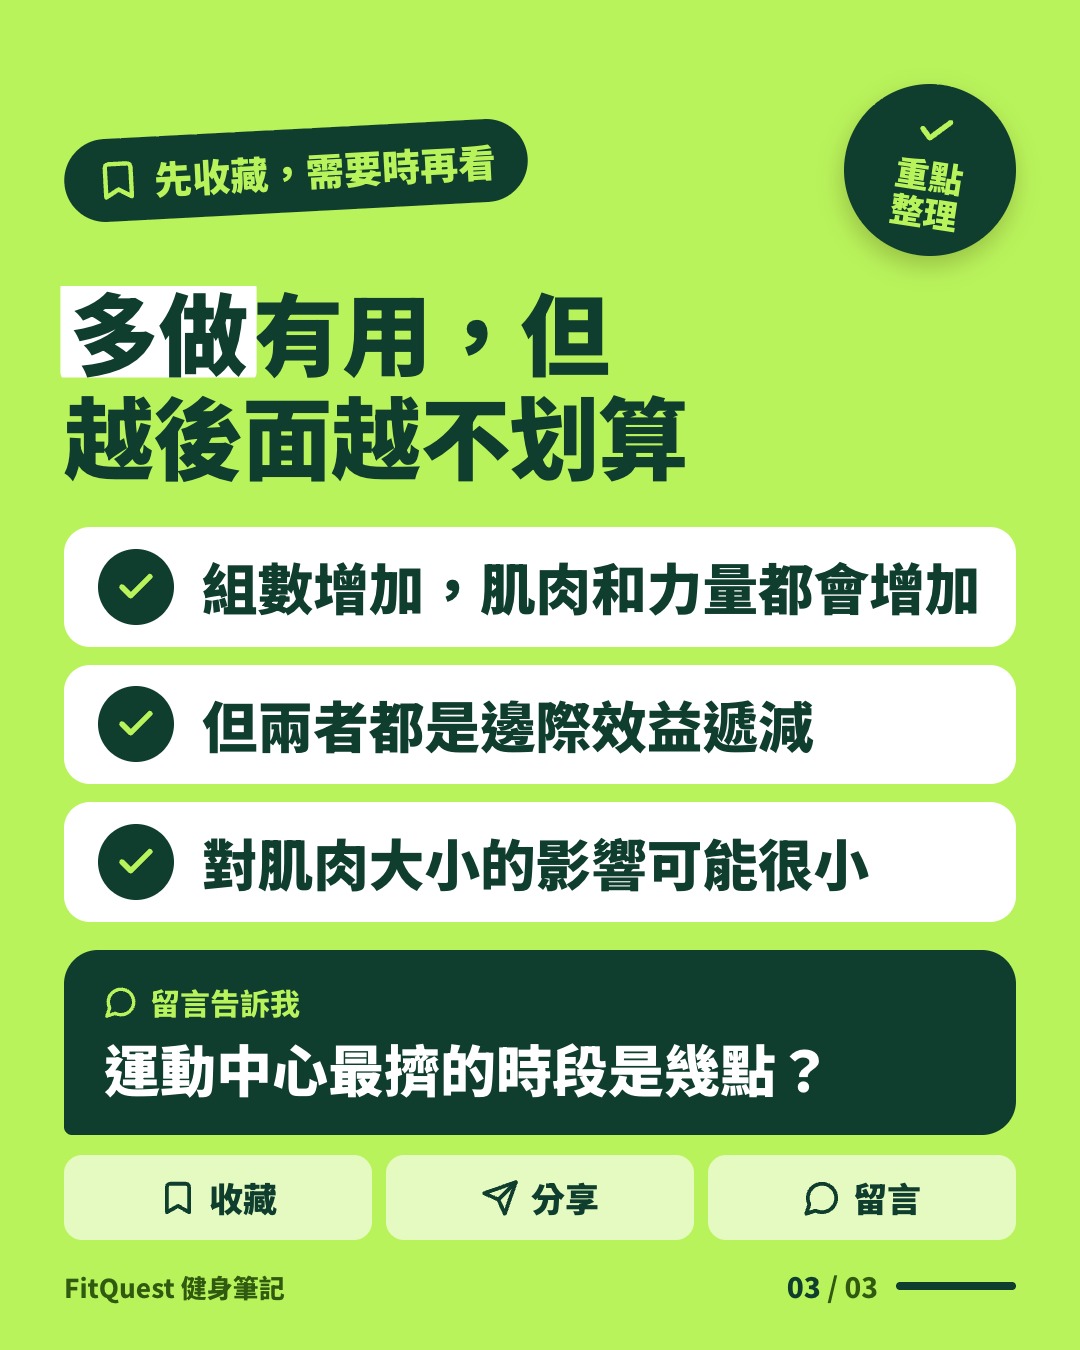 先收藏，需要時再看
重點
整理
多做有用，但
越後面越不划算
組數增加，肌肉和力量都會增加
但兩者都是邊際效益遞減
對肌肉大小的影響可能很小
留言告訴我
運動中心最擠的時段是幾點？
收藏
分享
留言
FitQuest 健身筆記
03 / 03